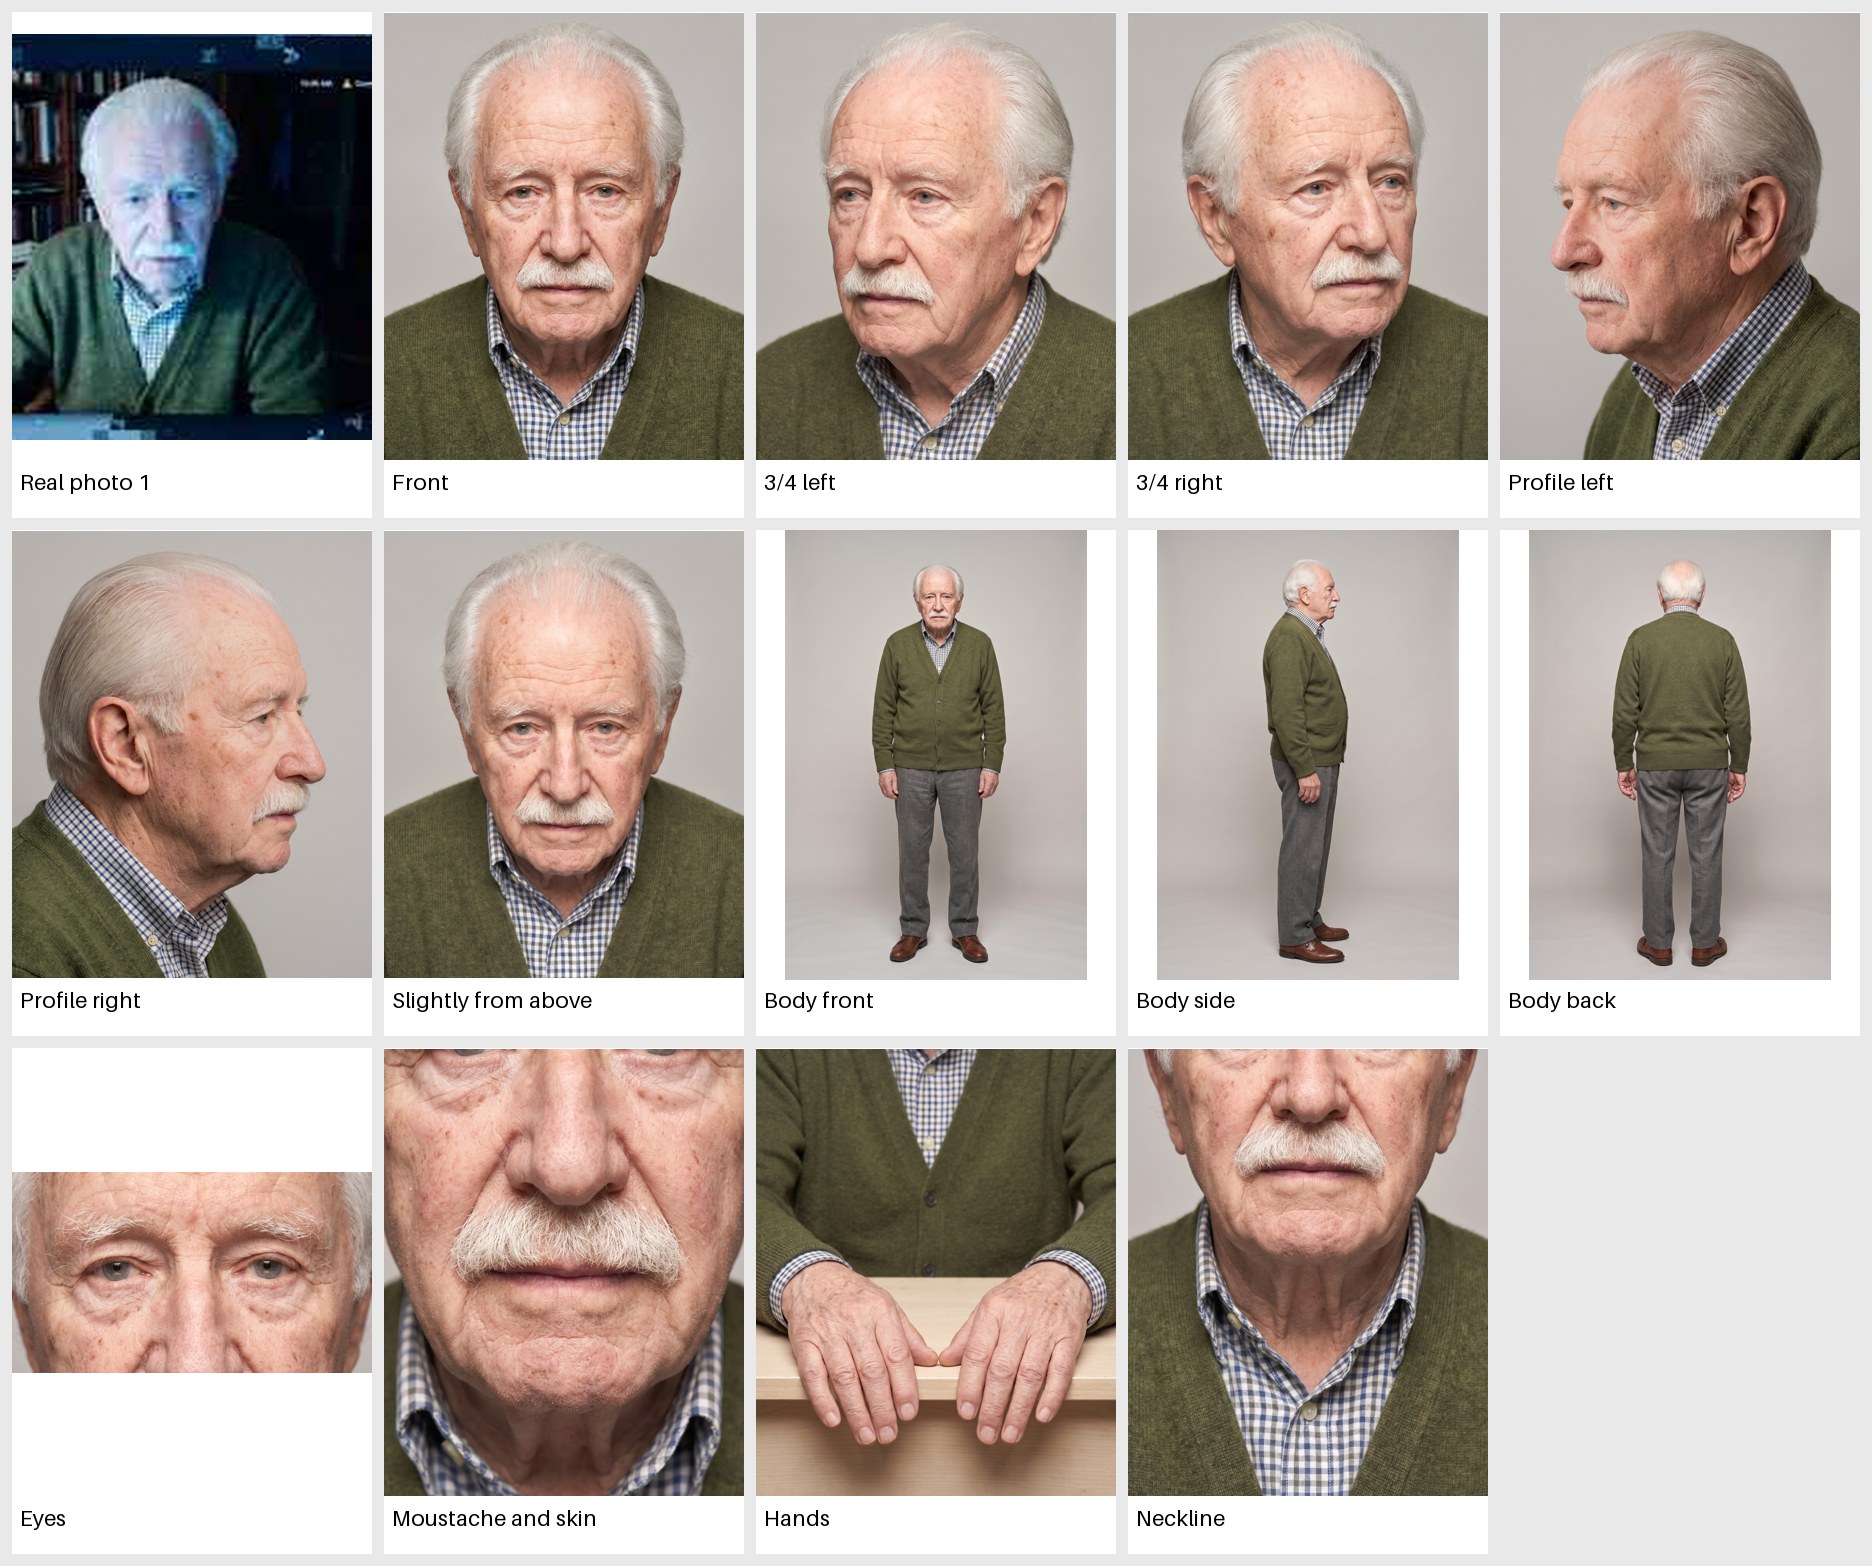 Real photo 1
Front
3/4 left
3/4 right
Profile left
Profile right
Slightly from above
Body front
Body side
Body back
Eyes
Moustache and skin
Hands
Neckline